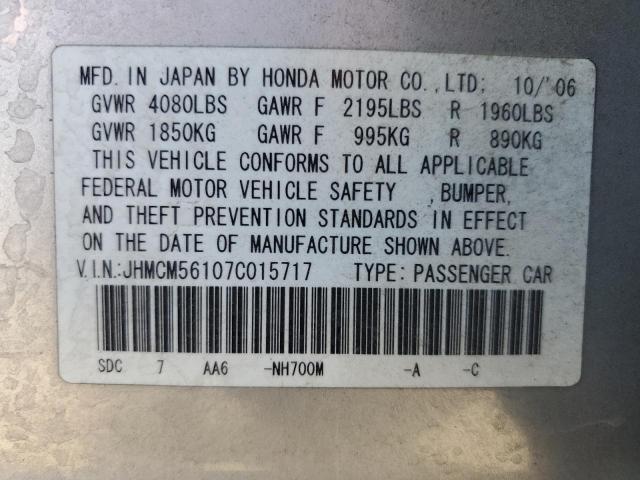 MFD. IN JAPAN BY HONDA MOTOR CO., LTD; 10/'06
GVWR 4080LBS GAWR F 2195LBS R 1960LBS
GVWR 1850KG GAWR F 995KG R 890KG
THIS VEHICLE CONFORMS TO ALL APPLICABLE
FEDERAL MOTOR VEHICLE SAFETY , BUMPER,
AND THEFT PREVENTION STANDARDS IN EFFECT
ON THE DATE OF MANUFACTURE SHOWN ABOVE.
V.I.N.:JHMCM56107C015717 TYPE: PASSENGER CAR
SDC 7 AA6 -NH700M -A -C